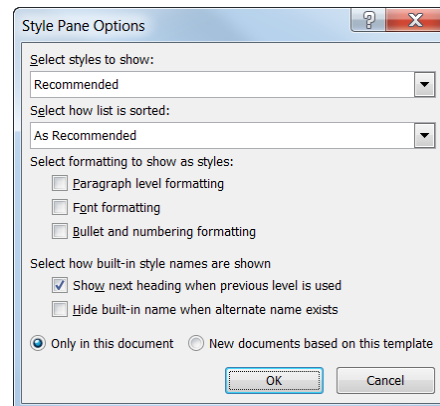 Style Pane Options
Select styles to show:
Recommended
Select how list is sorted:
As Recommended
Select formatting to show as styles:
Paragraph level formatting
Font formatting
Bullet and numbering formatting
Select how built-in style names are shown
Show next heading when previous level is used
Hide built-in name when alternate name exists
Only in this document New documents based on this template
OK Cancel